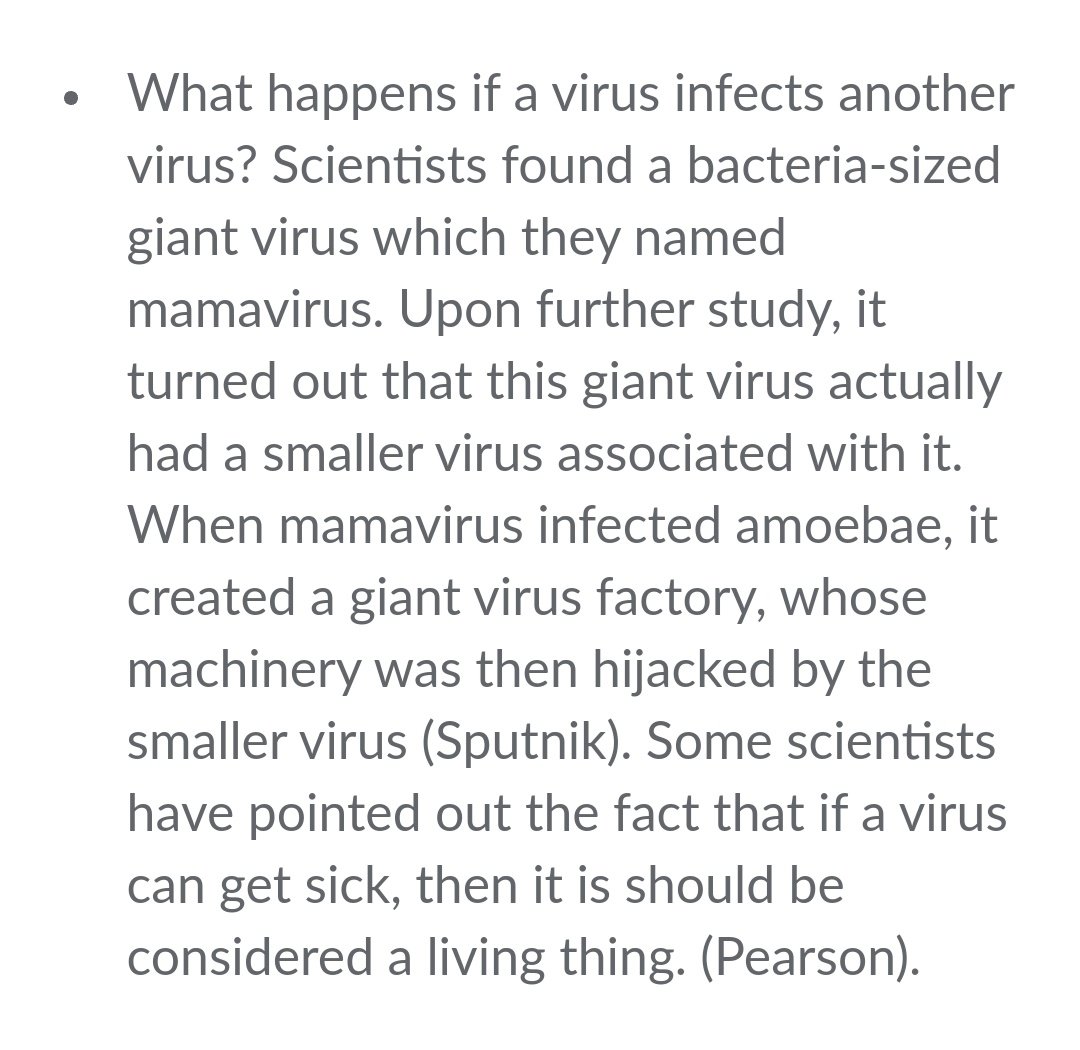 • What happens if a virus infects another
virus? Scientists found a bacteria-sized
giant virus which they named
mamavirus. Upon further study, it
turned out that this giant virus actually
had a smaller virus associated with it.
When mamavirus infected amoebae, it
created a giant virus factory, whose
machinery was then hijacked by the
smaller virus (Sputnik). Some scientists
have pointed out the fact that if a virus
can get sick, then it is should be
considered a living thing. (Pearson).